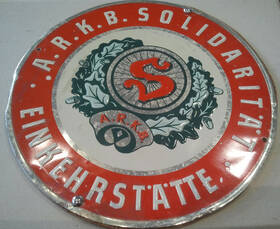 A.R.K.B. SOLIDARITÄT.
S
A.R.K.B.
EINKEHRSTÄTTE.